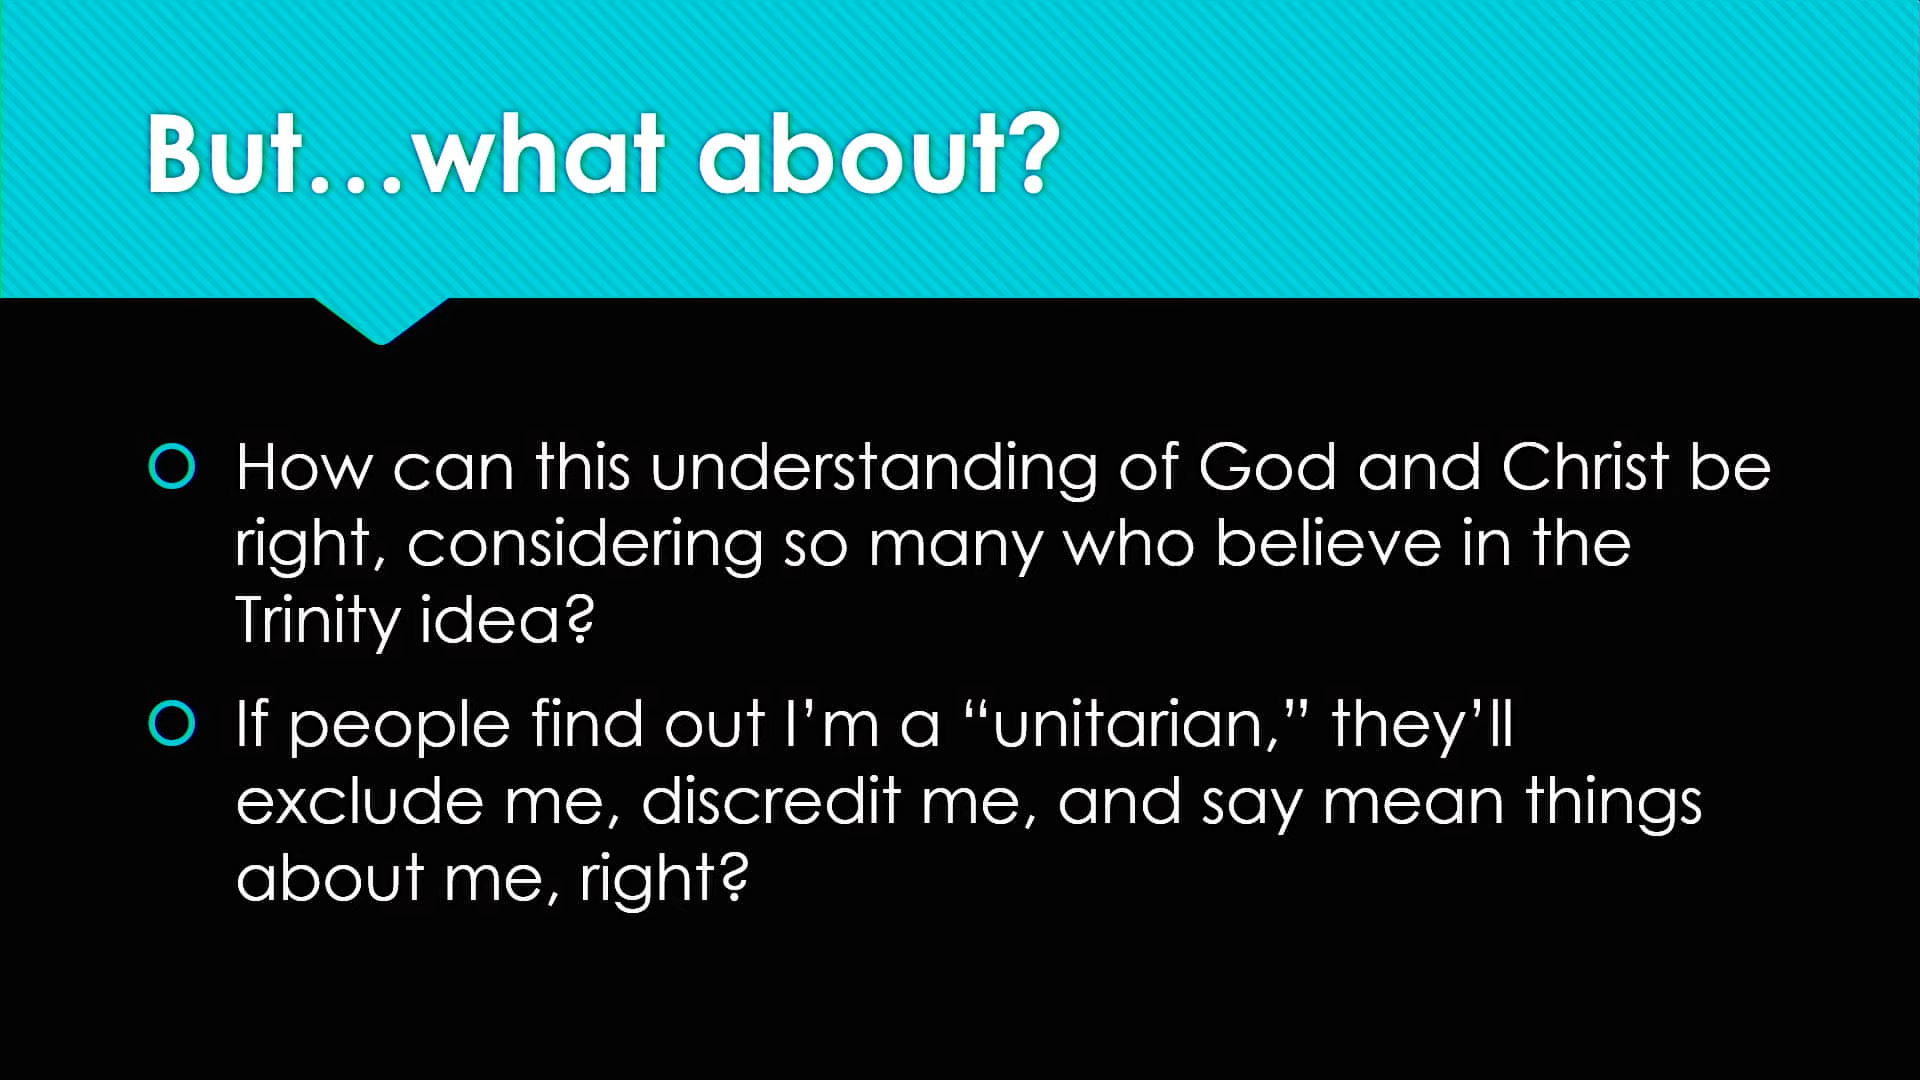 But…what about?
How can this understanding of God and Christ be
right, considering so many who believe in the
Trinity idea?
If people find out I’m a “unitarian,” they’ll
exclude me, discredit me, and say mean things
about me, right?